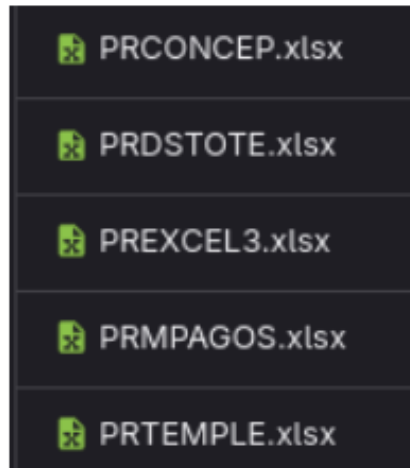 PRCONCEP.xlsx
PRDSTOTE.xlsx
PREXCEL3.xlsx
PRMPAGOS.xlsx
PRTEMPLE.xlsx